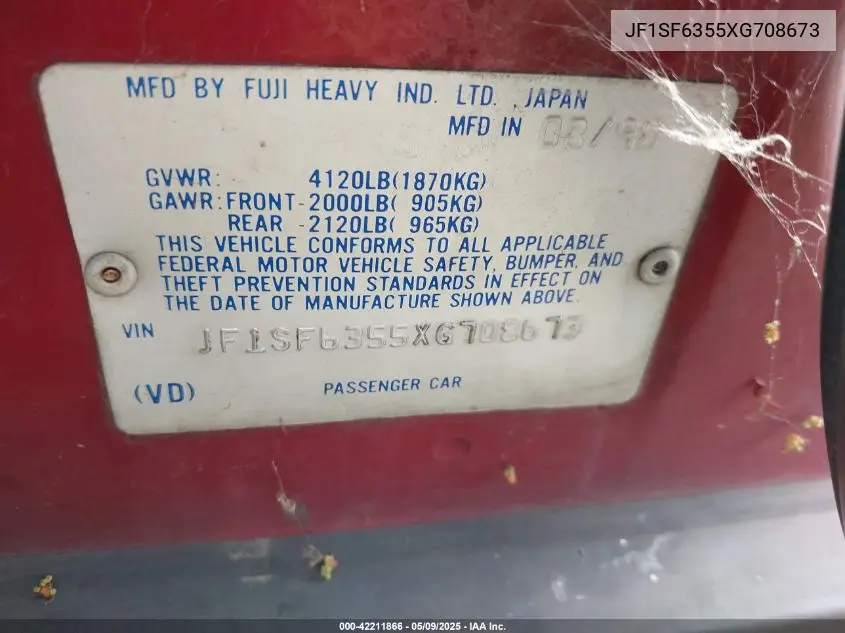 JF1SF6355XG708673
MFD BY FUJI HEAVY IND. LTD. , JAPAN
MFD IN 08/98
GVWR: 4120LB(1870KG)
GAWR:FRONT-2000LB( 905KG)
REAR -2120LB( 965KG)
THIS VEHICLE CONFORMS TO ALL APPLICABLE
FEDERAL MOTOR VEHICLE SAFETY, BUMPER, AND
THEFT PREVENTION STANDARDS IN EFFECT ON
THE DATE OF MANUFACTURE SHOWN ABOVE.
VIN JF1SF6355XG708673
(VD) PASSENGER CAR
000-42211866 - 05/09/2025 - IAA Inc.